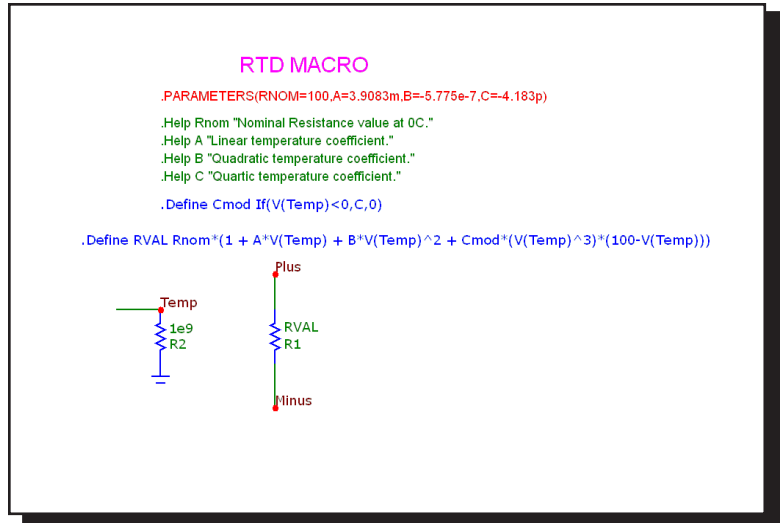 RTD MACRO
.PARAMETERS(RNOM=100,A=3.9083m,B=-5.775e-7,C=-4.183p)
.Help Rnom "Nominal Resistance value at 0C."
.Help A "Linear temperature coefficient."
.Help B "Quadratic temperature coefficient."
.Help C "Quartic temperature coefficient."
.Define Cmod If(V(Temp)<0,C,0)
.Define RVAL Rnom*(1 + A*V(Temp) + B*V(Temp)^2 + Cmod*(V(Temp)^3)*(100-V(Temp)))
Plus
Temp
1e9
R2
RVAL
R1
Minus